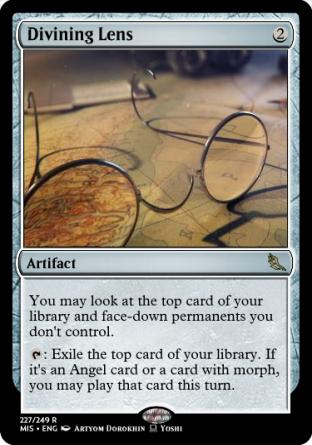 Divining Lens 2
Artifact
You may look at the top card of your
library and face-down permanents you
don't control.
: Exile the top card of your library. If
it's an Angel card or a card with morph,
you may play that card this turn.
227/249 R
MIS • ENG Artyom Dorokhin Yoshi